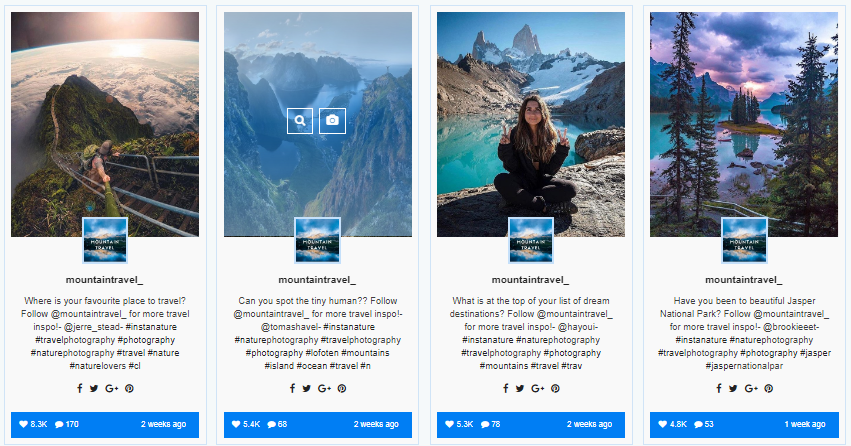 MOUNTAIN
TRAVEL
mountaintravel_
Where is your favourite place to travel?
Follow @mountaintravel_ for more travel
inspo!- @jerre_stead- #instanature
#travelphotography #photography
#naturephotography #travel #nature
#naturelovers #cl
G+
8.3K 170 2 weeks ago
MOUNTAIN
TRAVEL
mountaintravel_
Can you spot the tiny human?? Follow
@mountaintravel_ for more travel inspo!-
@tomashavel- #instanature
#naturephotography #travelphotography
#photography #lofoten #mountains
#island #ocean #travel #n
G+
5.4K 68 2 weeks ago
MOUNTAIN
TRAVEL
mountaintravel_
What is at the top of your list of dream
destinations? Follow @mountaintravel_
for more travel inspo!- @hayoui-
#instanature #naturephotography
#travelphotography #photography
#mountains #travel #trav
G+
5.3K 78 2 weeks ago
MOUNTAIN
TRAVEL
mountaintravel_
Have you been to beautiful Jasper
National Park? Follow @mountaintravel_
for more travel inspo!- @brookieeet-
#instanature #naturephotography
#travelphotography #photography #jasper
#jaspernationalpar
G+
4.8K 53 1 week ago